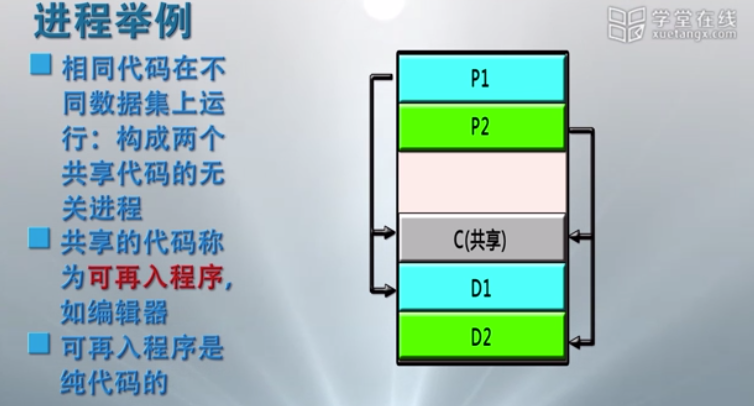 进程举例
学堂在线
xuetangx.com
相同代码在不
同数据集上运
行：构成两个
共享代码的无
关进程
共享的代码称
为可再入程序，
如编辑器
可再入程序是
纯代码的
P1
P2
C(共享)
D1
D2